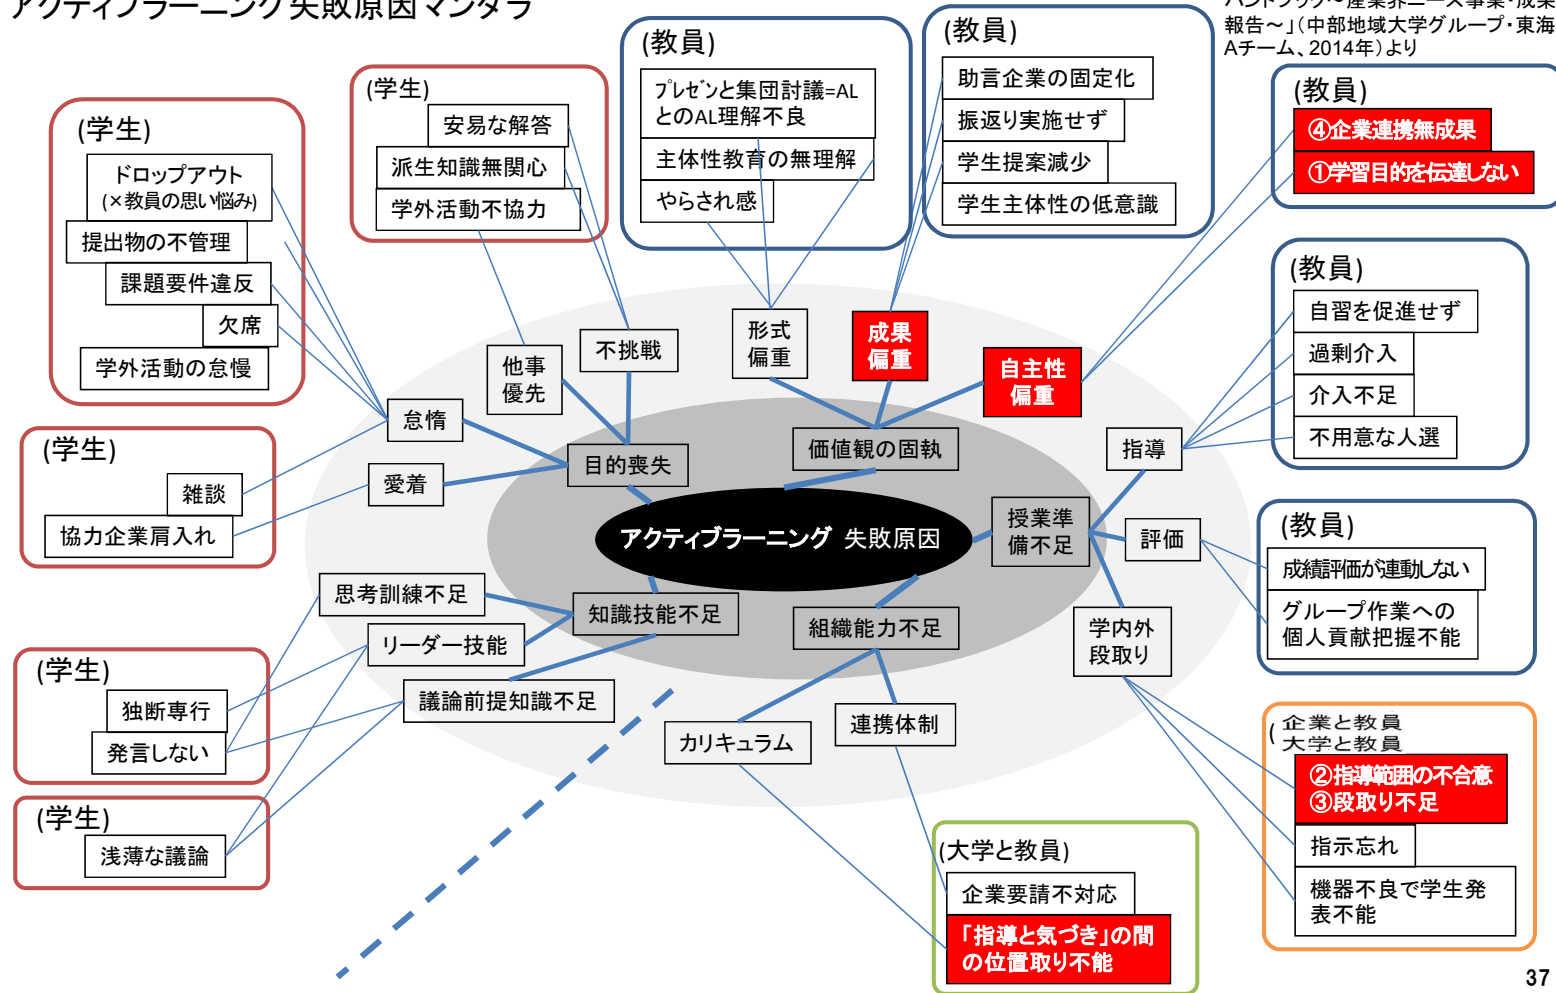 アクティブラーニング失敗原因マンダラ
ハンドブック～産業界ニーズ事業・成果
報告～」(中部地域大学グループ・東海
Aチーム、2014年)より
(学生)
ドロップアウト
(×教員の思い悩み)
提出物の不管理
課題要件違反
欠席
学外活動の怠慢
(学生)
安易な解答
派生知識無関心
学外活動不協力
(教員)
プレゼンと集団討議=AL
とのAL理解不良
主体性教育の無理解
やらされ感
(教員)
助言企業の固定化
振返り実施せず
学生提案減少
学生主体性の低意識
(教員)
④企業連携無成果
①学習目的を伝達しない
(教員)
自習を促進せず
過剰介入
介入不足
不用意な人選
形式
偏重
成果
偏重
自主性
偏重
不挑戦
他事
優先
怠惰
愛着
目的喪失
価値観の固執
指導
評価
授業準
備不足
学内外
段取り
アクティブラーニング 失敗原因
(学生)
雑談
協力企業肩入れ
思考訓練不足
リーダー技能
議論前提知識不足
知識技能不足
組織能力不足
カリキュラム
連携体制
(教員)
成績評価が連動しない
グループ作業への
個人貢献把握不能
(学生)
独断専行
発言しない
(学生)
浅薄な議論
(企業と教員
大学と教員
②指導範囲の不合意
③段取り不足
指示忘れ
機器不良で学生発
表不能
(大学と教員)
企業要請不対応
「指導と気づき」の間
の位置取り不能
37